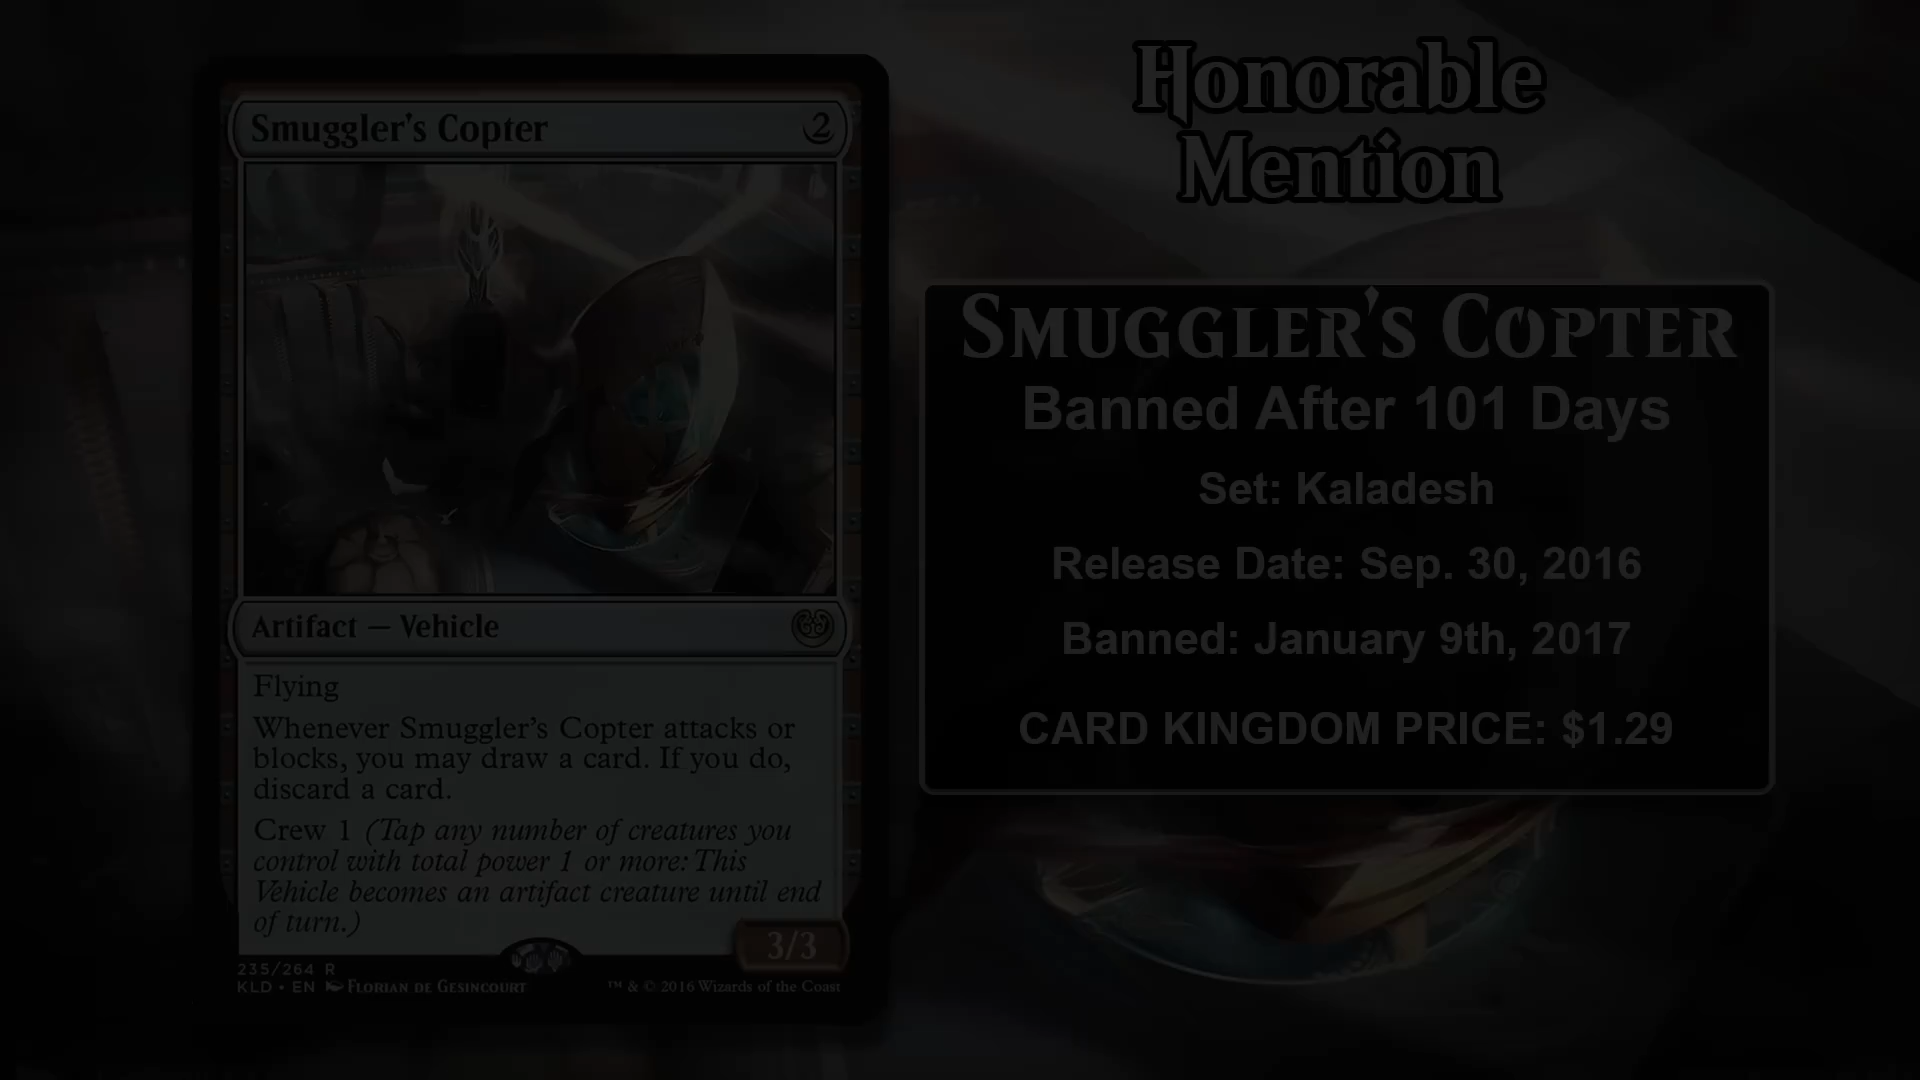 Smuggler's Copter
2
Artifact — Vehicle
Flying
Whenever Smuggler's Copter attacks or
blocks, you may draw a card. If you do,
discard a card.
Crew 1 (Tap any number of creatures you
control with total power 1 or more: This
Vehicle becomes an artifact creature until end
of turn.)
3/3
235/264 R
KLD • EN Florian de Gesincourt
™ & © 2016 Wizards of the Coast
Honorable
Mention
Smuggler's Copter
Banned After 101 Days
Set: Kaladesh
Release Date: Sep. 30, 2016
Banned: January 9th, 2017
CARD KINGDOM PRICE: $1.29